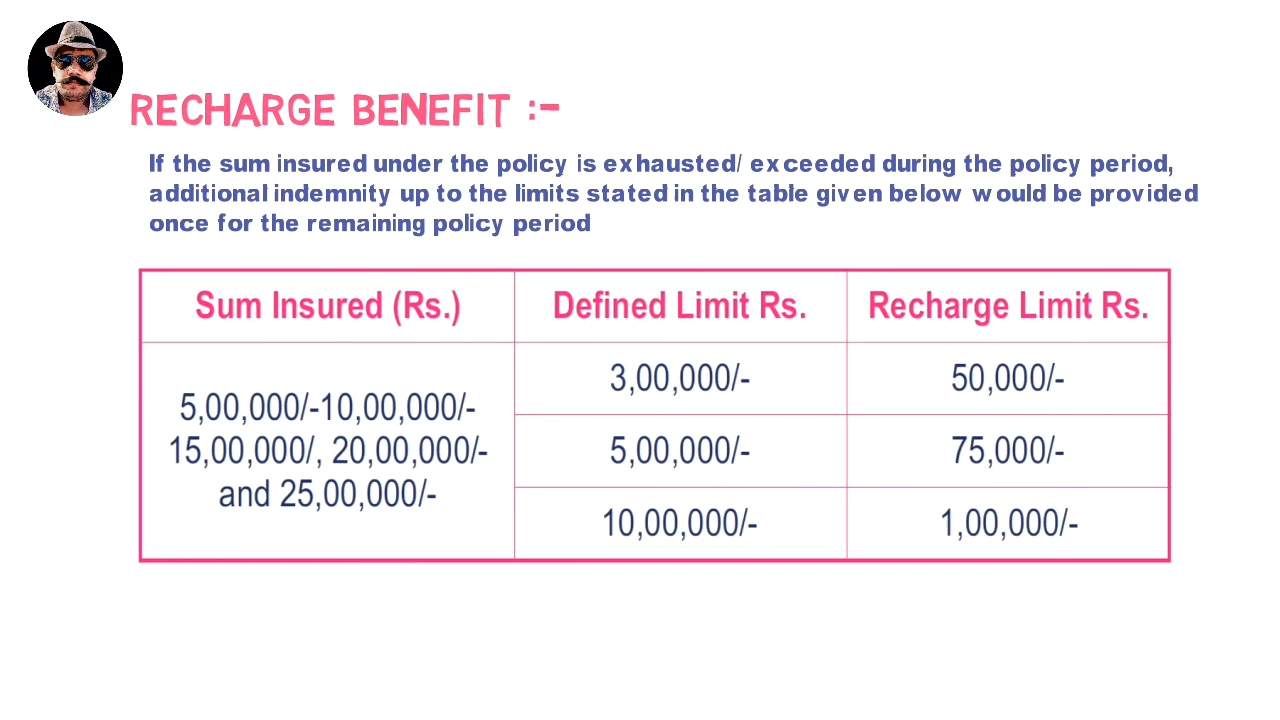 RECHARGE BENEFIT :-
If the sum insured under the policy is exhausted/ exceeded during the policy period,
additional indemnity up to the limits stated in the table given below would be provided
once for the remaining policy period
Sum Insured (Rs.) Defined Limit Rs. Recharge Limit Rs.
5,00,000/-10,00,000/-
15,00,000/, 20,00,000/-
and 25,00,000/-
3,00,000/- 50,000/-
5,00,000/- 75,000/-
10,00,000/- 1,00,000/-